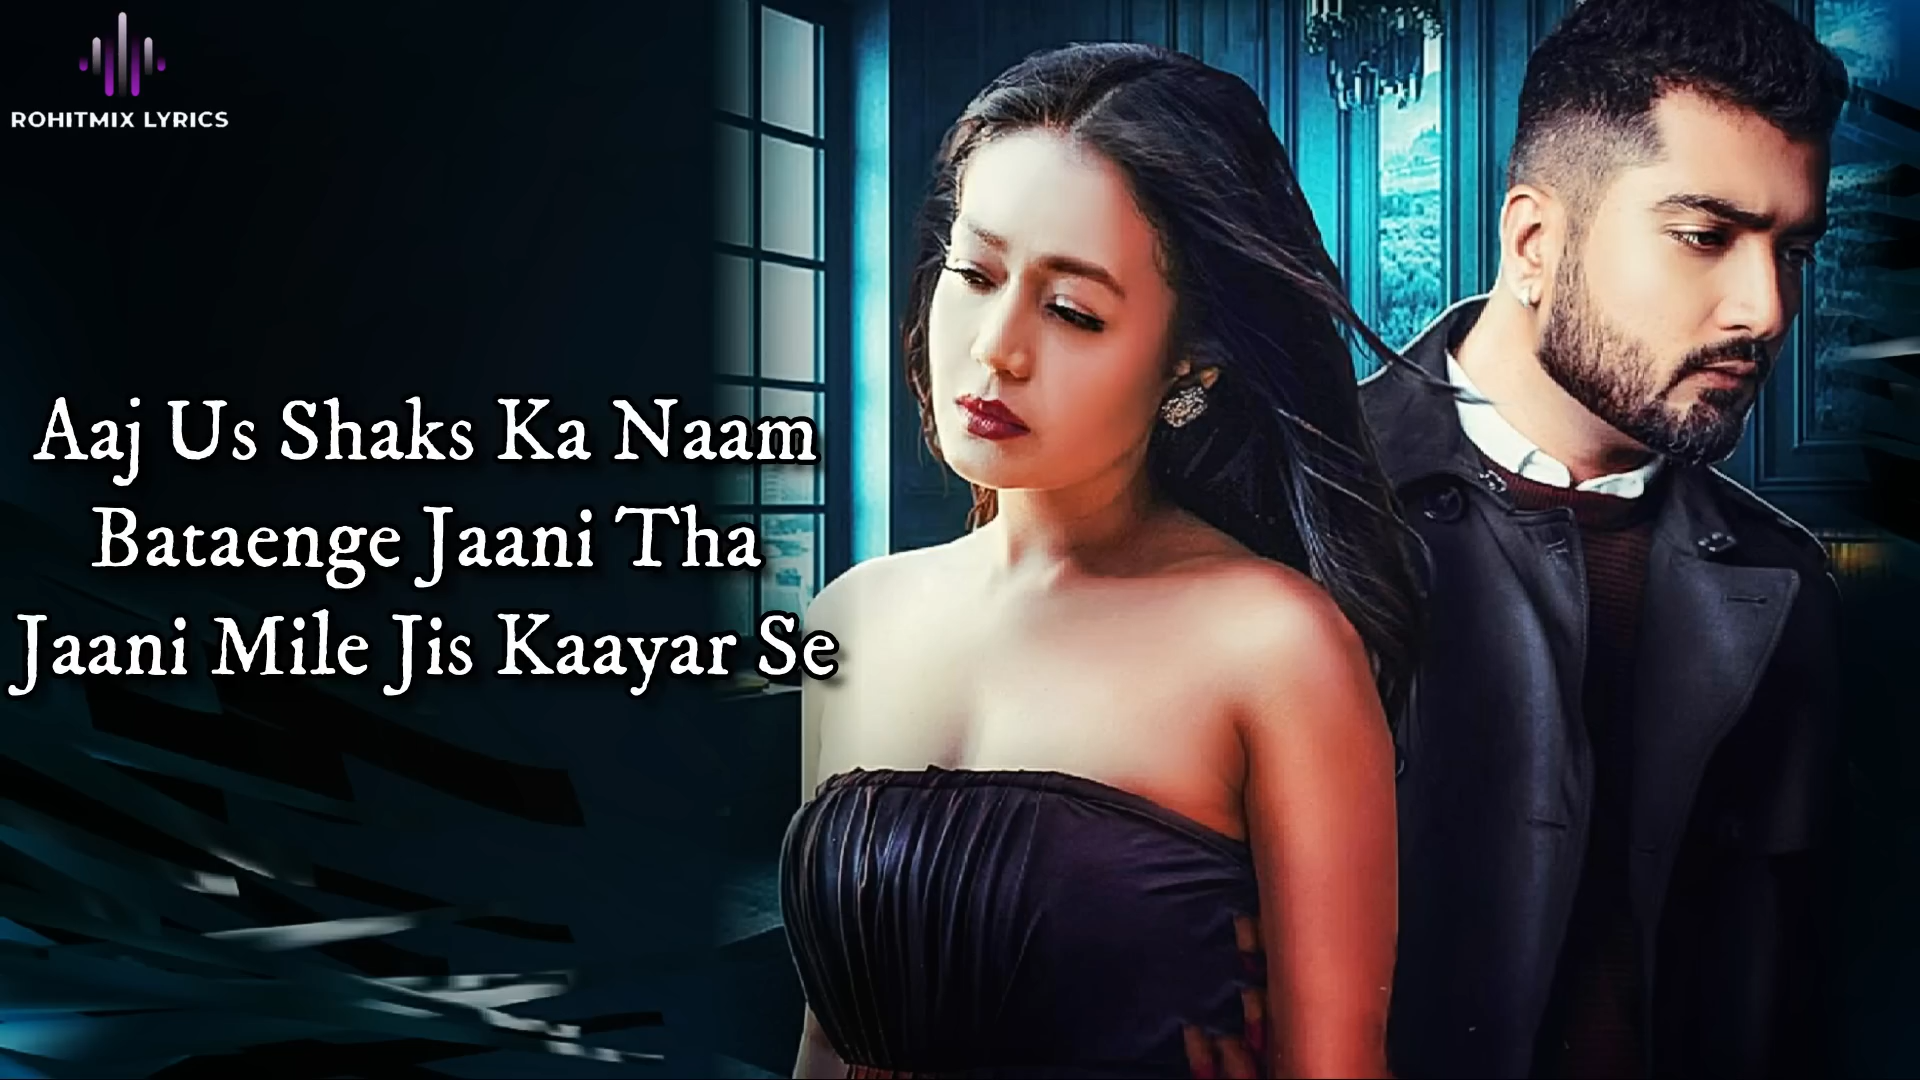 ROHITMIX LYRICS
Aaj Us Shaks Ka Naam
Bataenge Jaani Tha
Jaani Mile Jis Kaayar Se